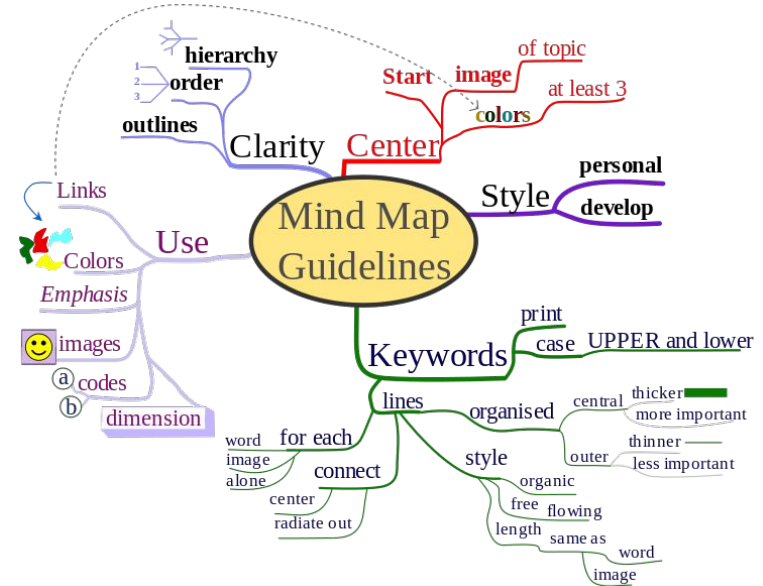 Mind Map
Guidelines
Clarity
hierarchy
1
2
3
order
outlines
Center
Start
image
of topic
colors
at least 3
Style
personal
develop
Use
Links
Colors
Emphasis
images
a
b
codes
dimension
Keywords
print
case
UPPER and lower
lines
organised
central
thicker
more important
outer
thinner
less important
style
organic
free
flowing
length
same as
word
image
for each
word
image
alone
connect
center
radiate out